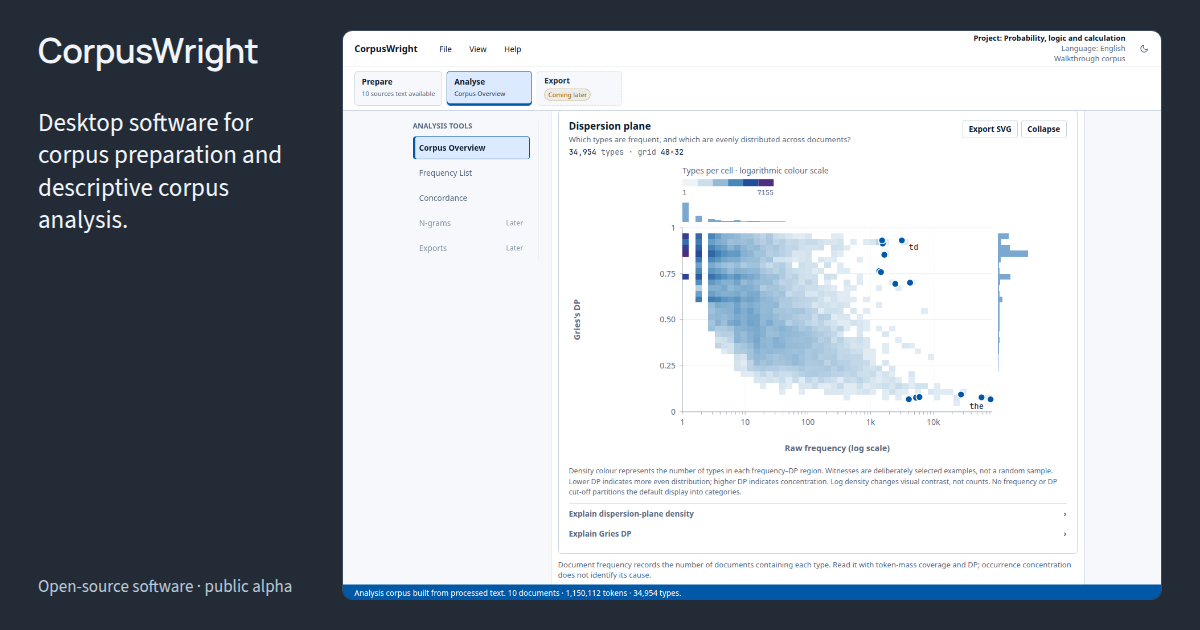 CorpusWright
Desktop software for
corpus preparation and
descriptive corpus
analysis.
Open-source software · public alpha
CorpusWright
File
View
Help
Project: Probability, logic and calculation
Language: English
Walkthrough corpus
Prepare
10 sources text available
Analyse
Corpus Overview
Export
Coming later
ANALYSIS TOOLS
Corpus Overview
Frequency List
Concordance
N-grams Later
Exports Later
Dispersion plane
Export SVG
Collapse
Which types are frequent, and which are evenly distributed across documents?
34,954 types · grid 48×32
Types per cell · logarithmic colour scale
1 7155
1
0.75
0.50
0.25
0
Gries's DP
td
the
1 10 100 1k 10k
Raw frequency (log scale)
Density colour represents the number of types in each frequency–DP region. Witnesses are deliberately selected examples, not a random sample.
Lower DP indicates more even distribution; higher DP indicates concentration. Log density changes visual contrast, not counts. No frequency or DP
cut-off partitions the default display into categories.
Explain dispersion-plane density ›
Explain Gries DP ›
Document frequency records the number of documents containing each type. Read it with token-mass coverage and DP; occurrence concentration
does not identify its cause.
Analysis corpus built from processed text. 10 documents · 1,150,112 tokens · 34,954 types.